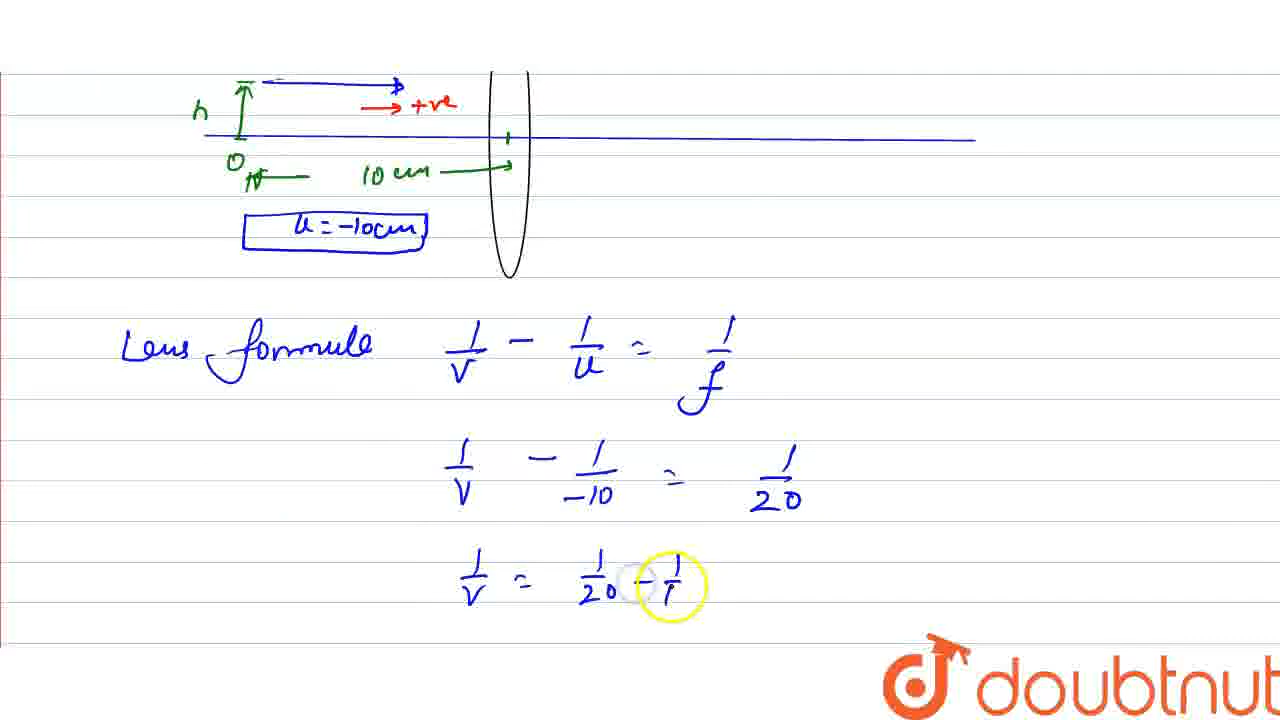 h
+ve
O
10 cm
u = -10cm
Lens formule 1/v - 1/u = 1/f
1/v - 1/-10 = 1/20
1/v = 1/20 - 1/1
doubtnut